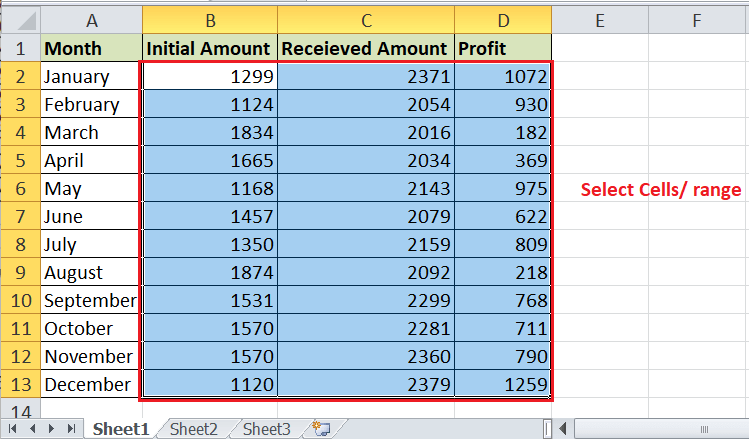 A B C D E F
1 Month Initial Amount Receieved Amount Profit
2 January 1299 2371 1072
3 February 1124 2054 930
4 March 1834 2016 182
5 April 1665 2034 369
6 May 1168 2143 975 Select Cells/ range
7 June 1457 2079 622
8 July 1350 2159 809
9 August 1874 2092 218
10 September 1531 2299 768
11 October 1570 2281 711
12 November 1570 2360 790
13 December 1120 2379 1259
14
Sheet1 Sheet2 Sheet3